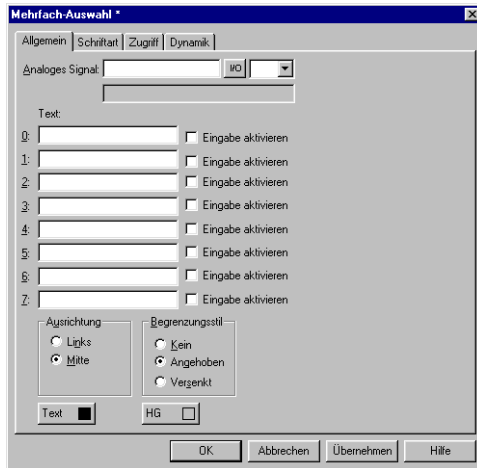 Mehrfach-Auswahl *
Allgemein Schriftart Zugriff Dynamik
Analoges Signal: I/O
Text:
0: Eingabe aktivieren
1: Eingabe aktivieren
2: Eingabe aktivieren
3: Eingabe aktivieren
4: Eingabe aktivieren
5: Eingabe aktivieren
6: Eingabe aktivieren
7: Eingabe aktivieren
Ausrichtung Begrenzungsstil
Links Kein
Mitte Angehoben
Versenkt
Text HG
OK Abbrechen Übernehmen Hilfe